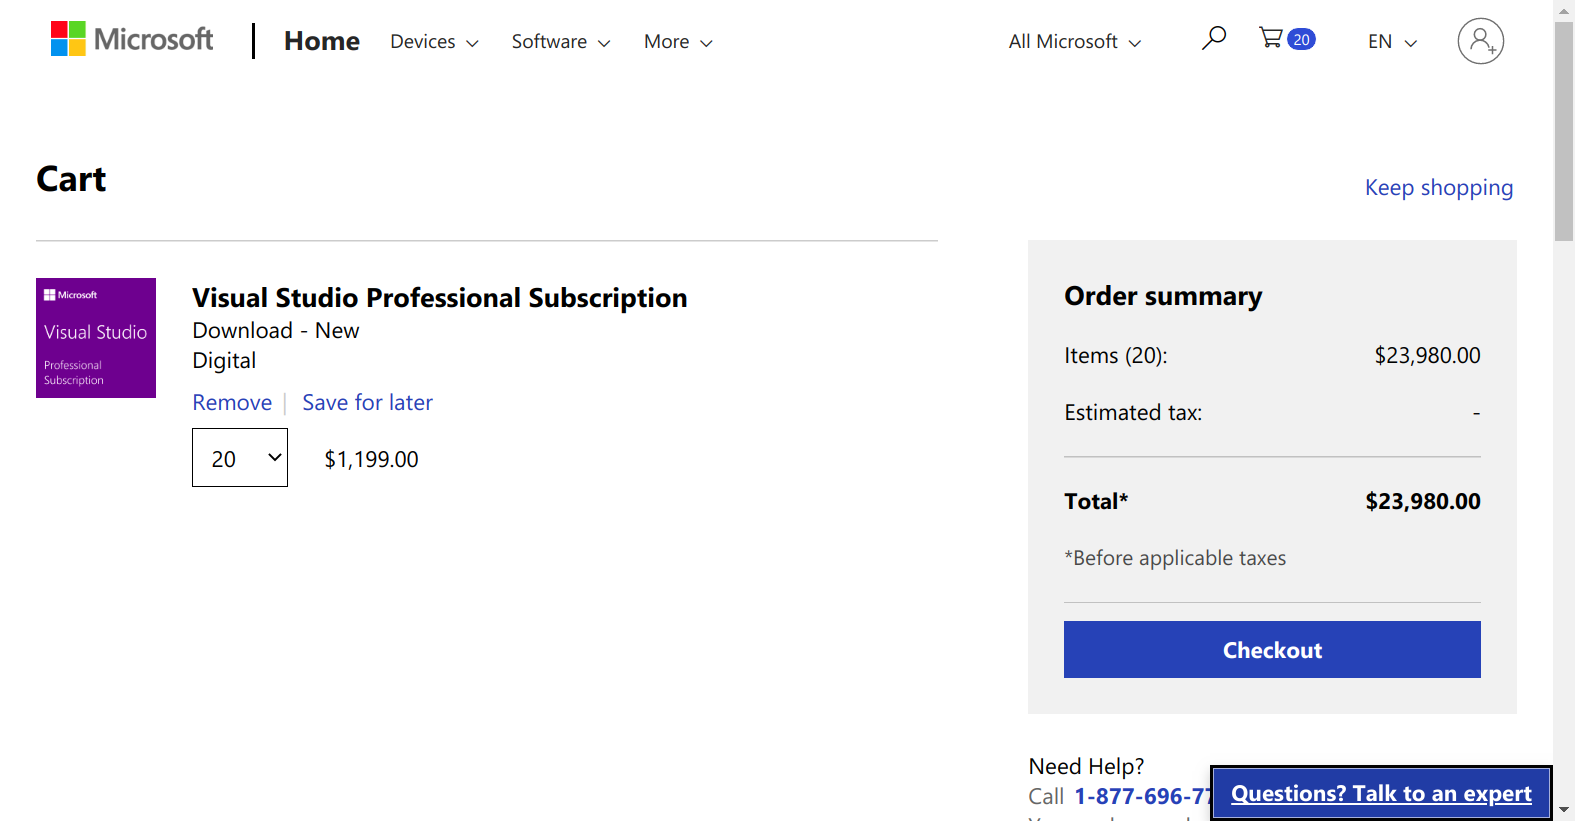 Microsoft
Home
Devices
Software
More
All Microsoft
20
EN
Cart
Keep shopping
Microsoft
Visual Studio
Professional
Subscription
Visual Studio Professional Subscription
Download - New
Digital
Remove
Save for later
20
$1,199.00
Order summary
Items (20):
$23,980.00
Estimated tax:
-
Total*
$23,980.00
*Before applicable taxes
Checkout
Need Help?
Call 1-877-696-77
Questions? Talk to an expert